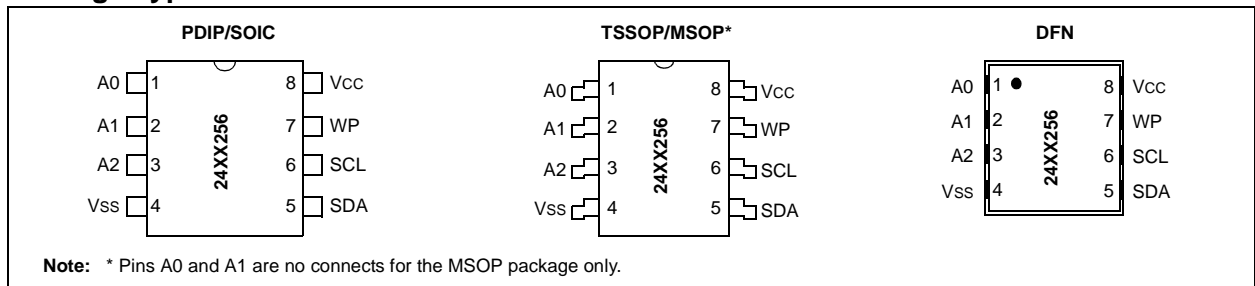 PDIP/SOIC
A0 1 8 VCC
A1 2 7 WP
A2 3 6 SCL
VSS 4 5 SDA
24XX256
TSSOP/MSOP*
A0 1 8 VCC
A1 2 7 WP
A2 3 6 SCL
VSS 4 5 SDA
24XX256
DFN
A0 1 8 VCC
A1 2 7 WP
A2 3 6 SCL
VSS 4 5 SDA
24XX256
Note: * Pins A0 and A1 are no connects for the MSOP package only.